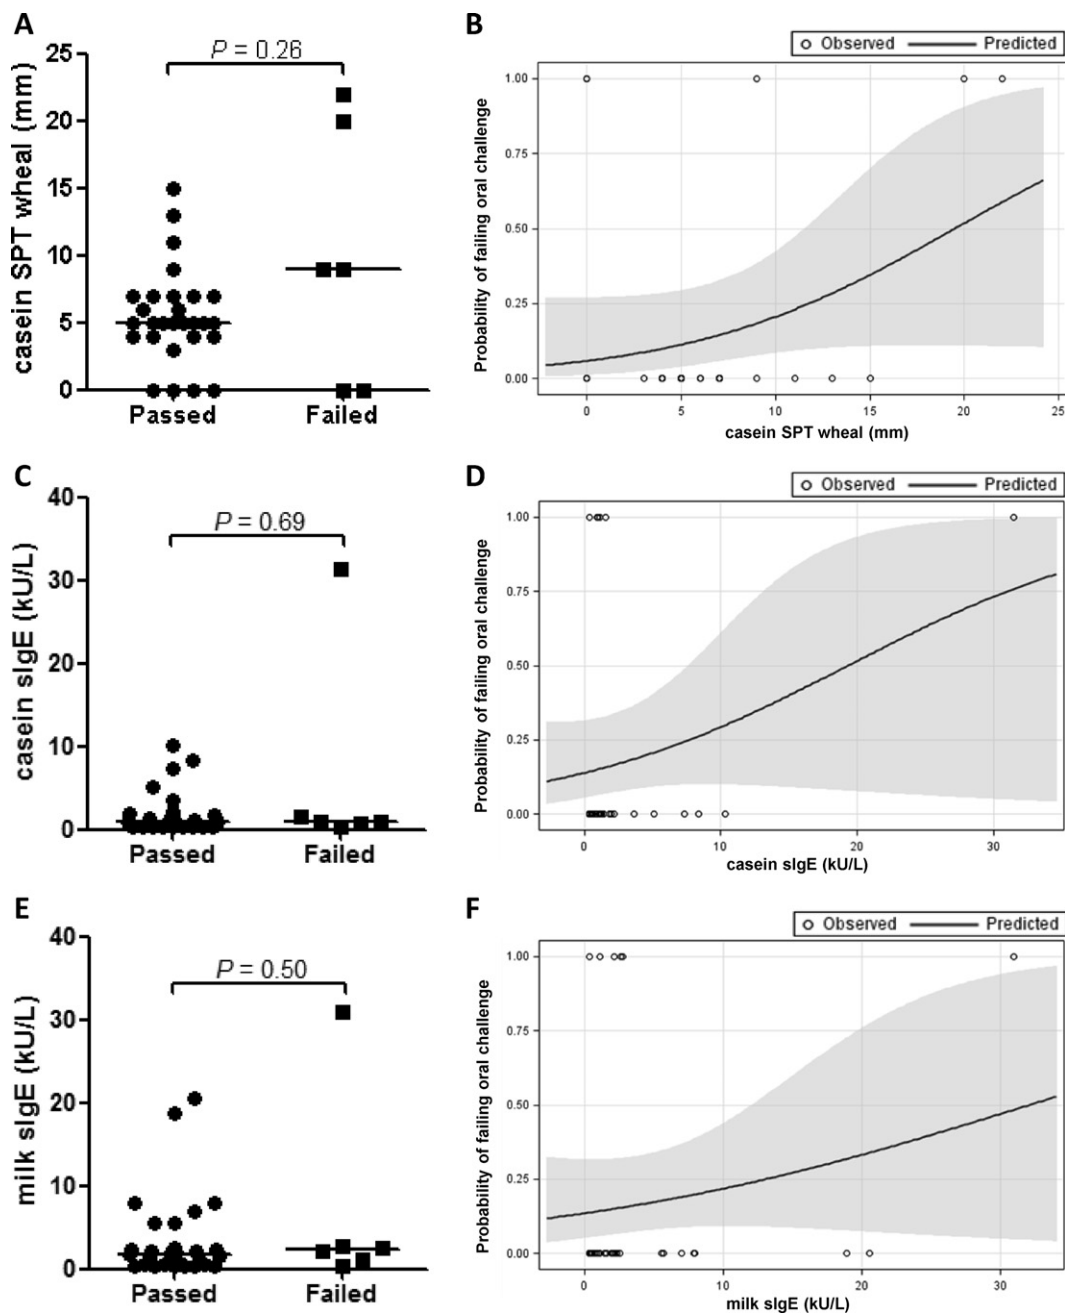 A
casein SPT wheal (mm)
25
20
15
10
5
0
P = 0.26
Passed Failed
B
Observed Predicted
Probability of failing oral challenge
1.00
0.75
0.50
0.25
0.00
0 5 10 15 20 25
casein SPT wheal (mm)
C
casein sIgE (kU/L)
40
30
20
10
0
P = 0.69
Passed Failed
D
Observed Predicted
Probability of failing oral challenge
1.00
0.75
0.50
0.25
0.00
0 10 20 30
casein sIgE (kU/L)
E
milk sIgE (kU/L)
40
30
20
10
0
P = 0.50
Passed Failed
F
Observed Predicted
Probability of failing oral challenge
1.00
0.75
0.50
0.25
0.00
0 10 20 30
milk sIgE (kU/L)